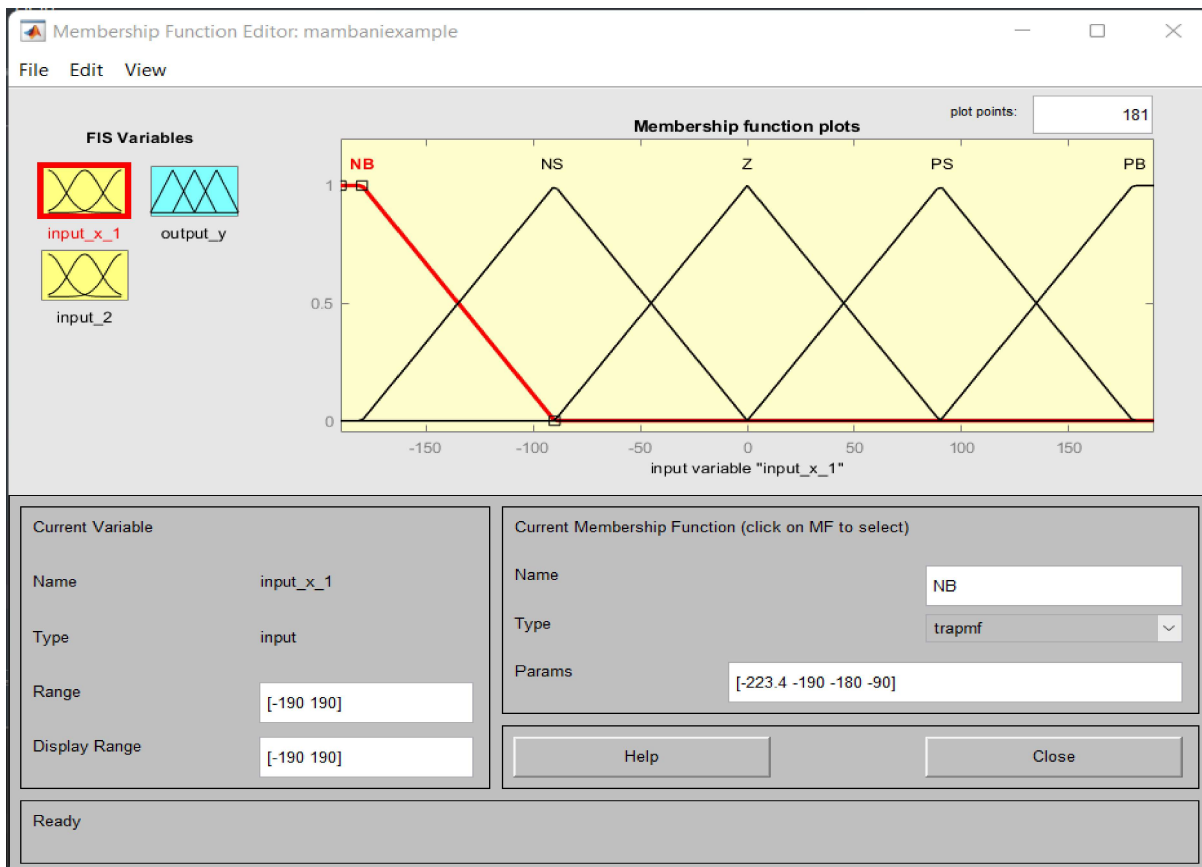 Membership Function Editor: mambaniexample
File Edit View
FIS Variables
input_x_1
output_y
input_2
plot points:
181
Membership function plots
NB NS Z PS PB
1
0.5
0
-150 -100 -50 0 50 100 150
input variable "input_x_1"
Current Variable
Name input_x_1
Type input
Range [-190 190]
Display Range [-190 190]
Current Membership Function (click on MF to select)
Name NB
Type trapmf
Params [-223.4 -190 -180 -90]
Help Close
Ready